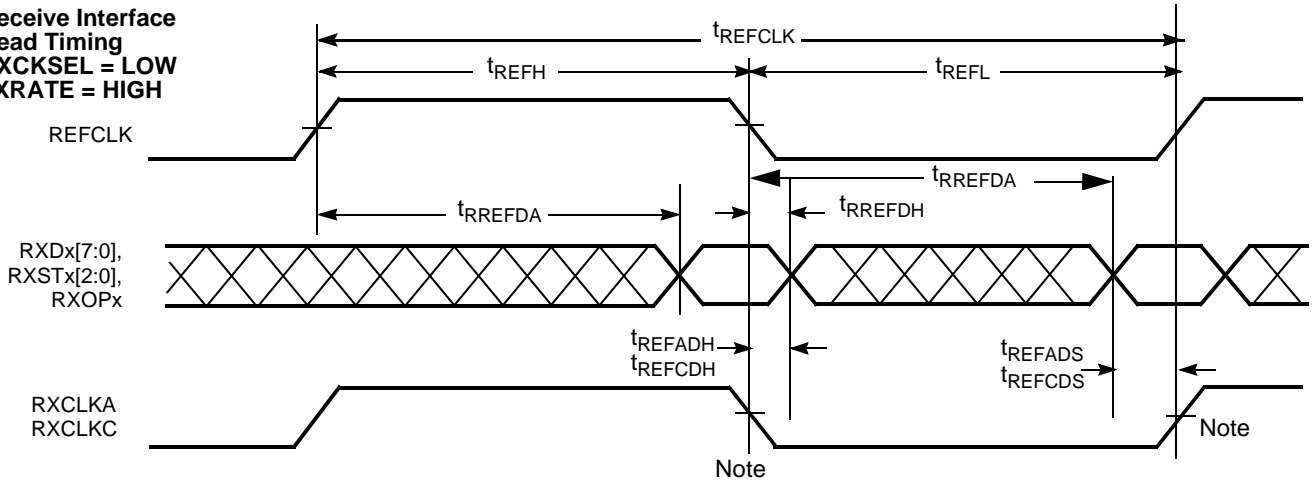 eceive Interface
ead Timing
XCKSEL = LOW
XRATE = HIGH
tREFCLK
tREFH
tREFL
REFCLK
tRREFDA
tRREFDA
tRREFDH
RXDx[7:0],
RXSTx[2:0],
RXOPx
tREFADH
tREFCDH
tREFADS
tREFCDS
RXCLKA
RXCLKC
Note
Note